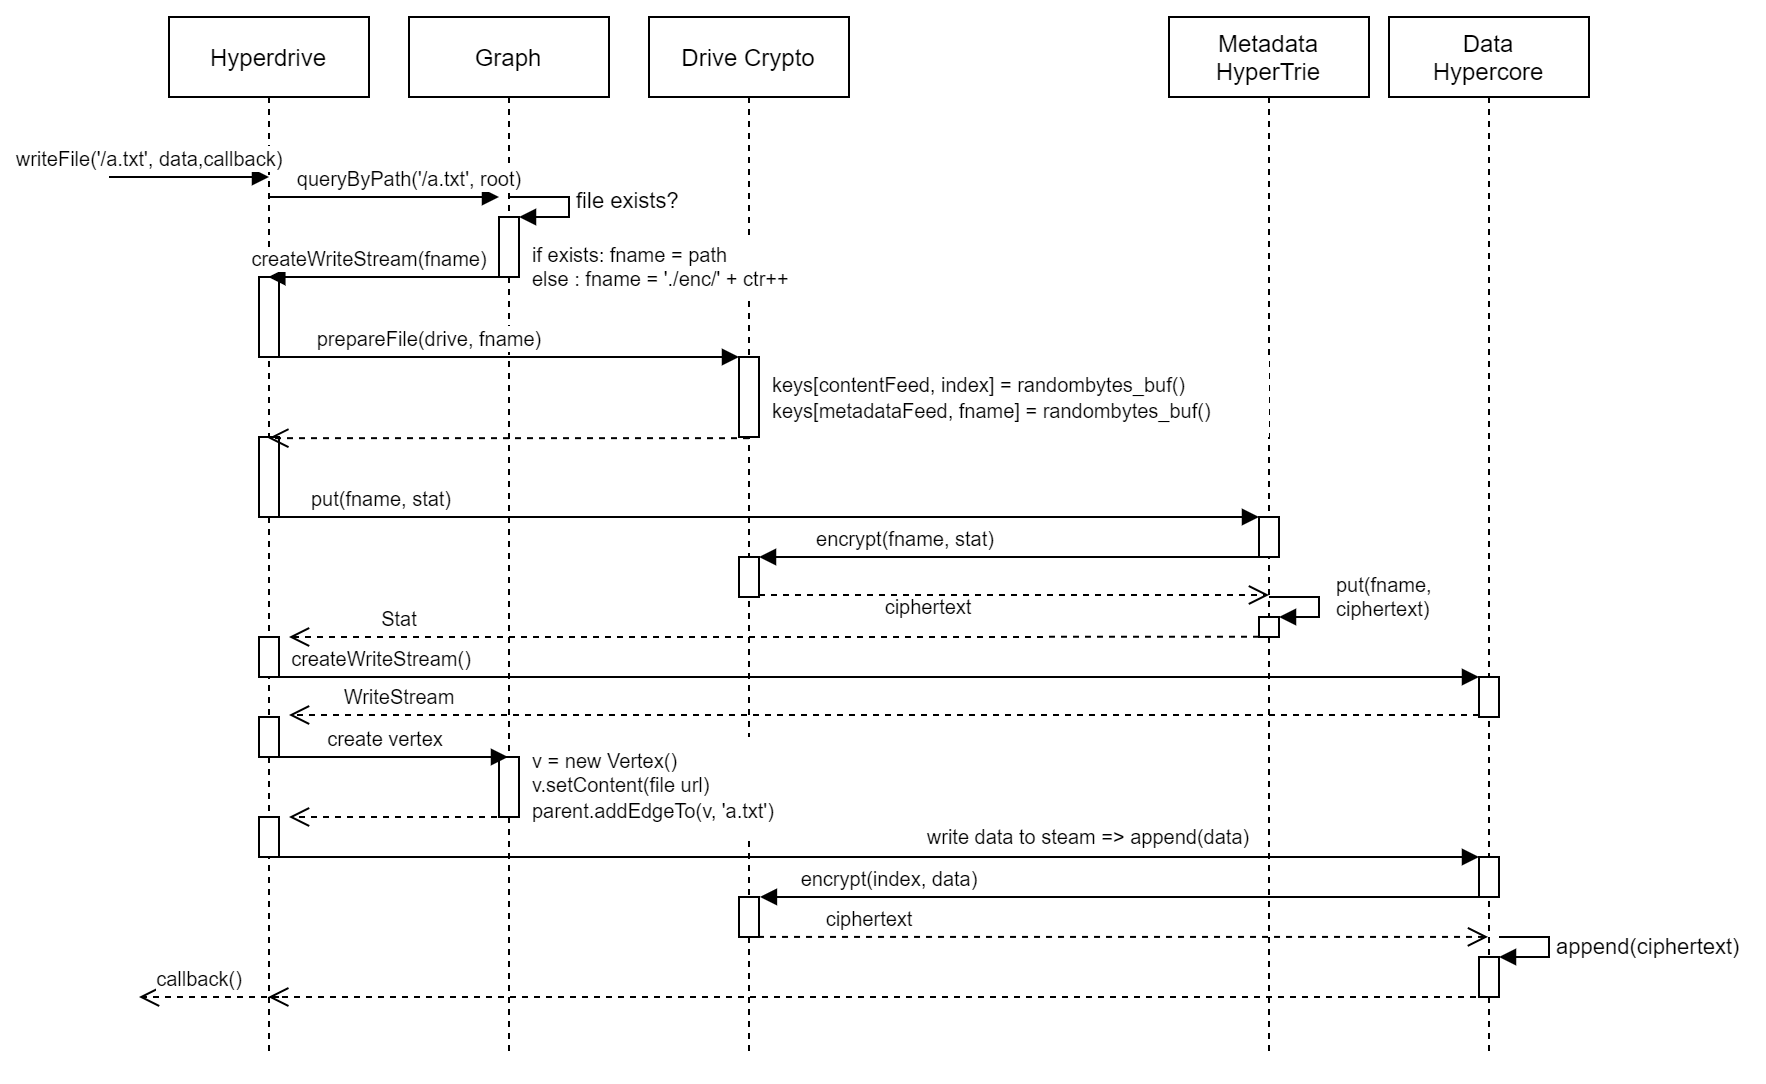 Hyperdrive
Graph
Drive Crypto
Metadata
HyperTrie
Data
Hypercore
writeFile('/a.txt', data,callback)
queryByPath('/a.txt', root)
file exists?
createWriteStream(fname)
if exists: fname = path
else : fname = './enc/' + ctr++
prepareFile(drive, fname)
keys[contentFeed, index] = randombytes_buf()
keys[metadataFeed, fname] = randombytes_buf()
put(fname, stat)
encrypt(fname, stat)
ciphertext
put(fname,
ciphertext)
Stat
createWriteStream()
WriteStream
create vertex
v = new Vertex()
v.setContent(file url)
parent.addEdgeTo(v, 'a.txt')
write data to steam => append(data)
encrypt(index, data)
ciphertext
append(ciphertext)
callback()